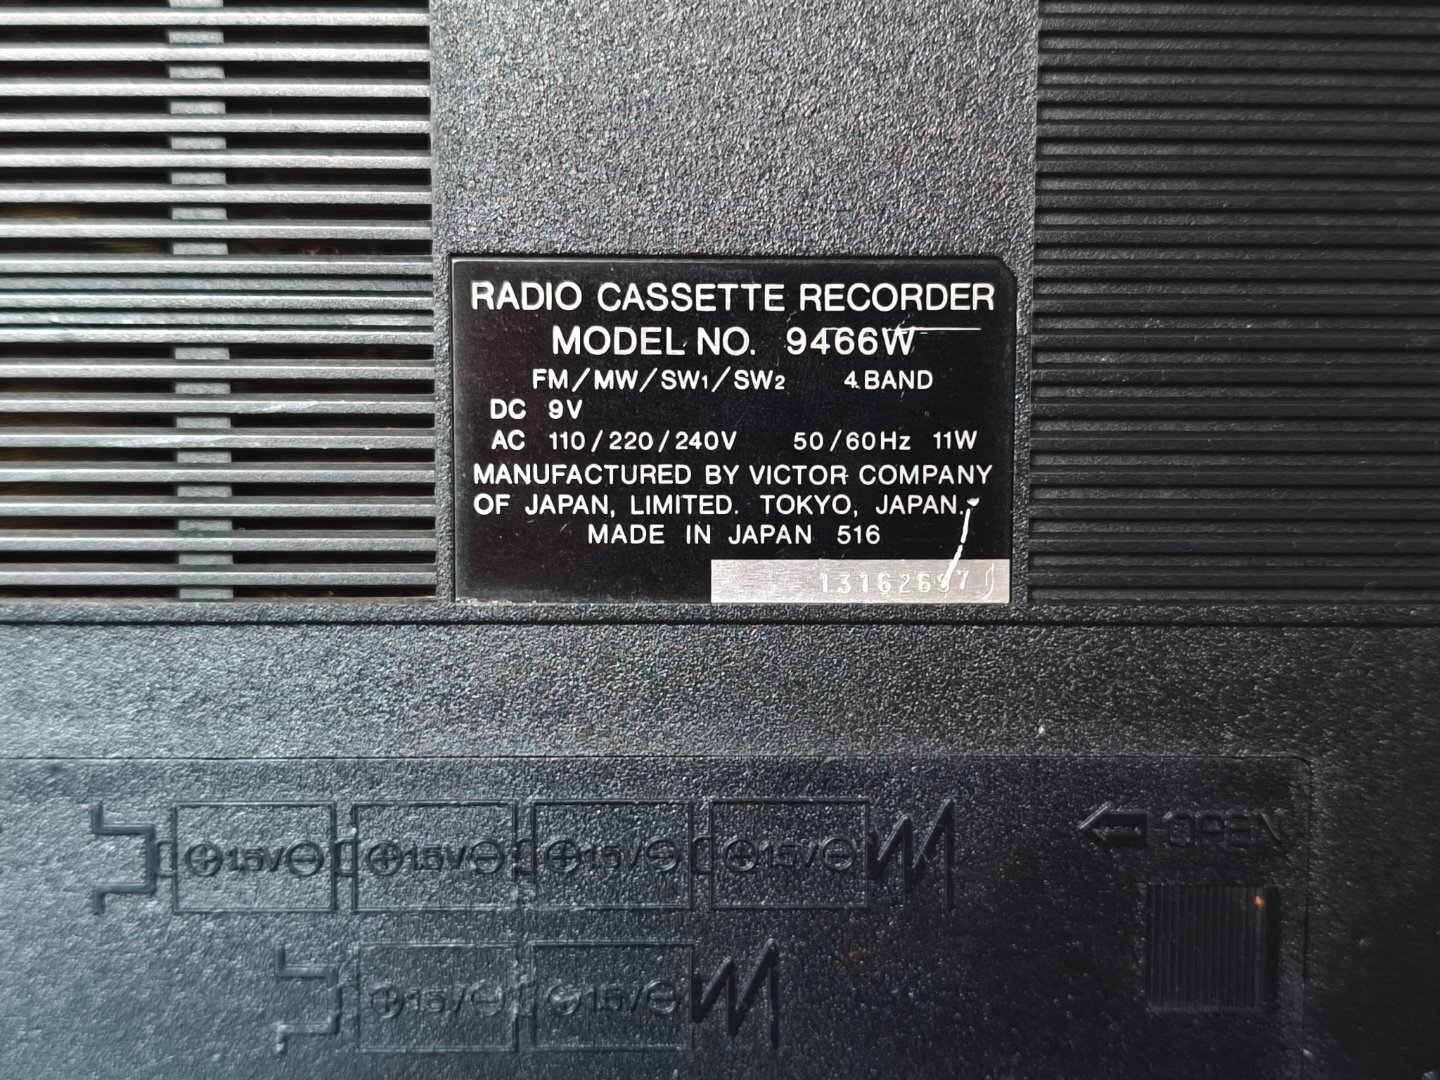 RADIO CASSETTE RECORDER
MODEL NO. 9466W
FM/MW/SW₁/SW₂ 4 BAND
DC 9V
AC 110/220/240V 50/60Hz 11W
MANUFACTURED BY VICTOR COMPANY
OF JAPAN, LIMITED. TOKYO, JAPAN.
MADE IN JAPAN 516
OPEN